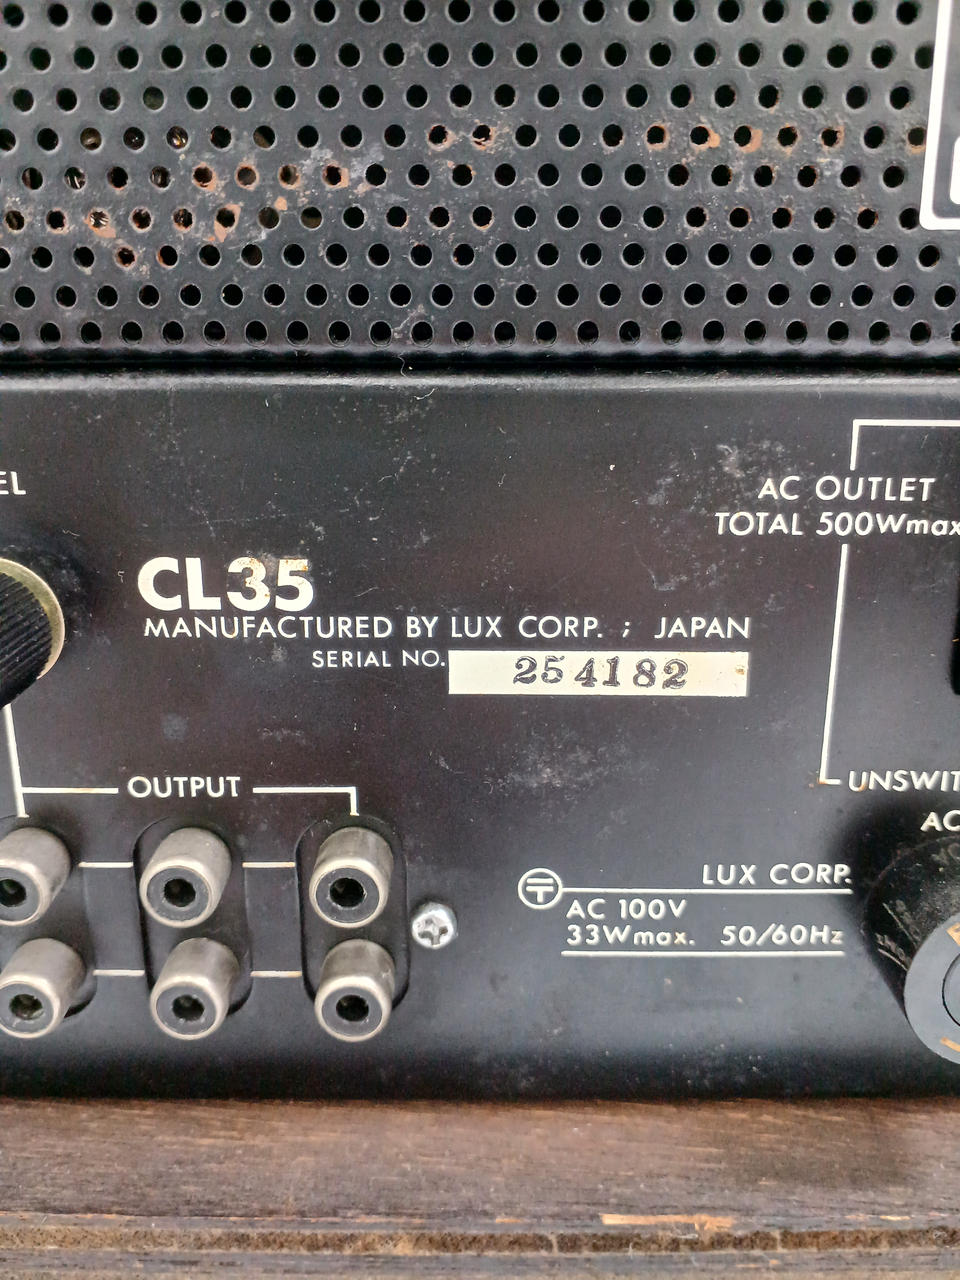 EL
AC OUTLET
TOTAL 500Wmax
CL35
MANUFACTURED BY LUX CORP. ; JAPAN
SERIAL NO. 254182
OUTPUT
UNSWIT
AC
LUX CORP.
AC 100V
33Wmax. 50/60Hz